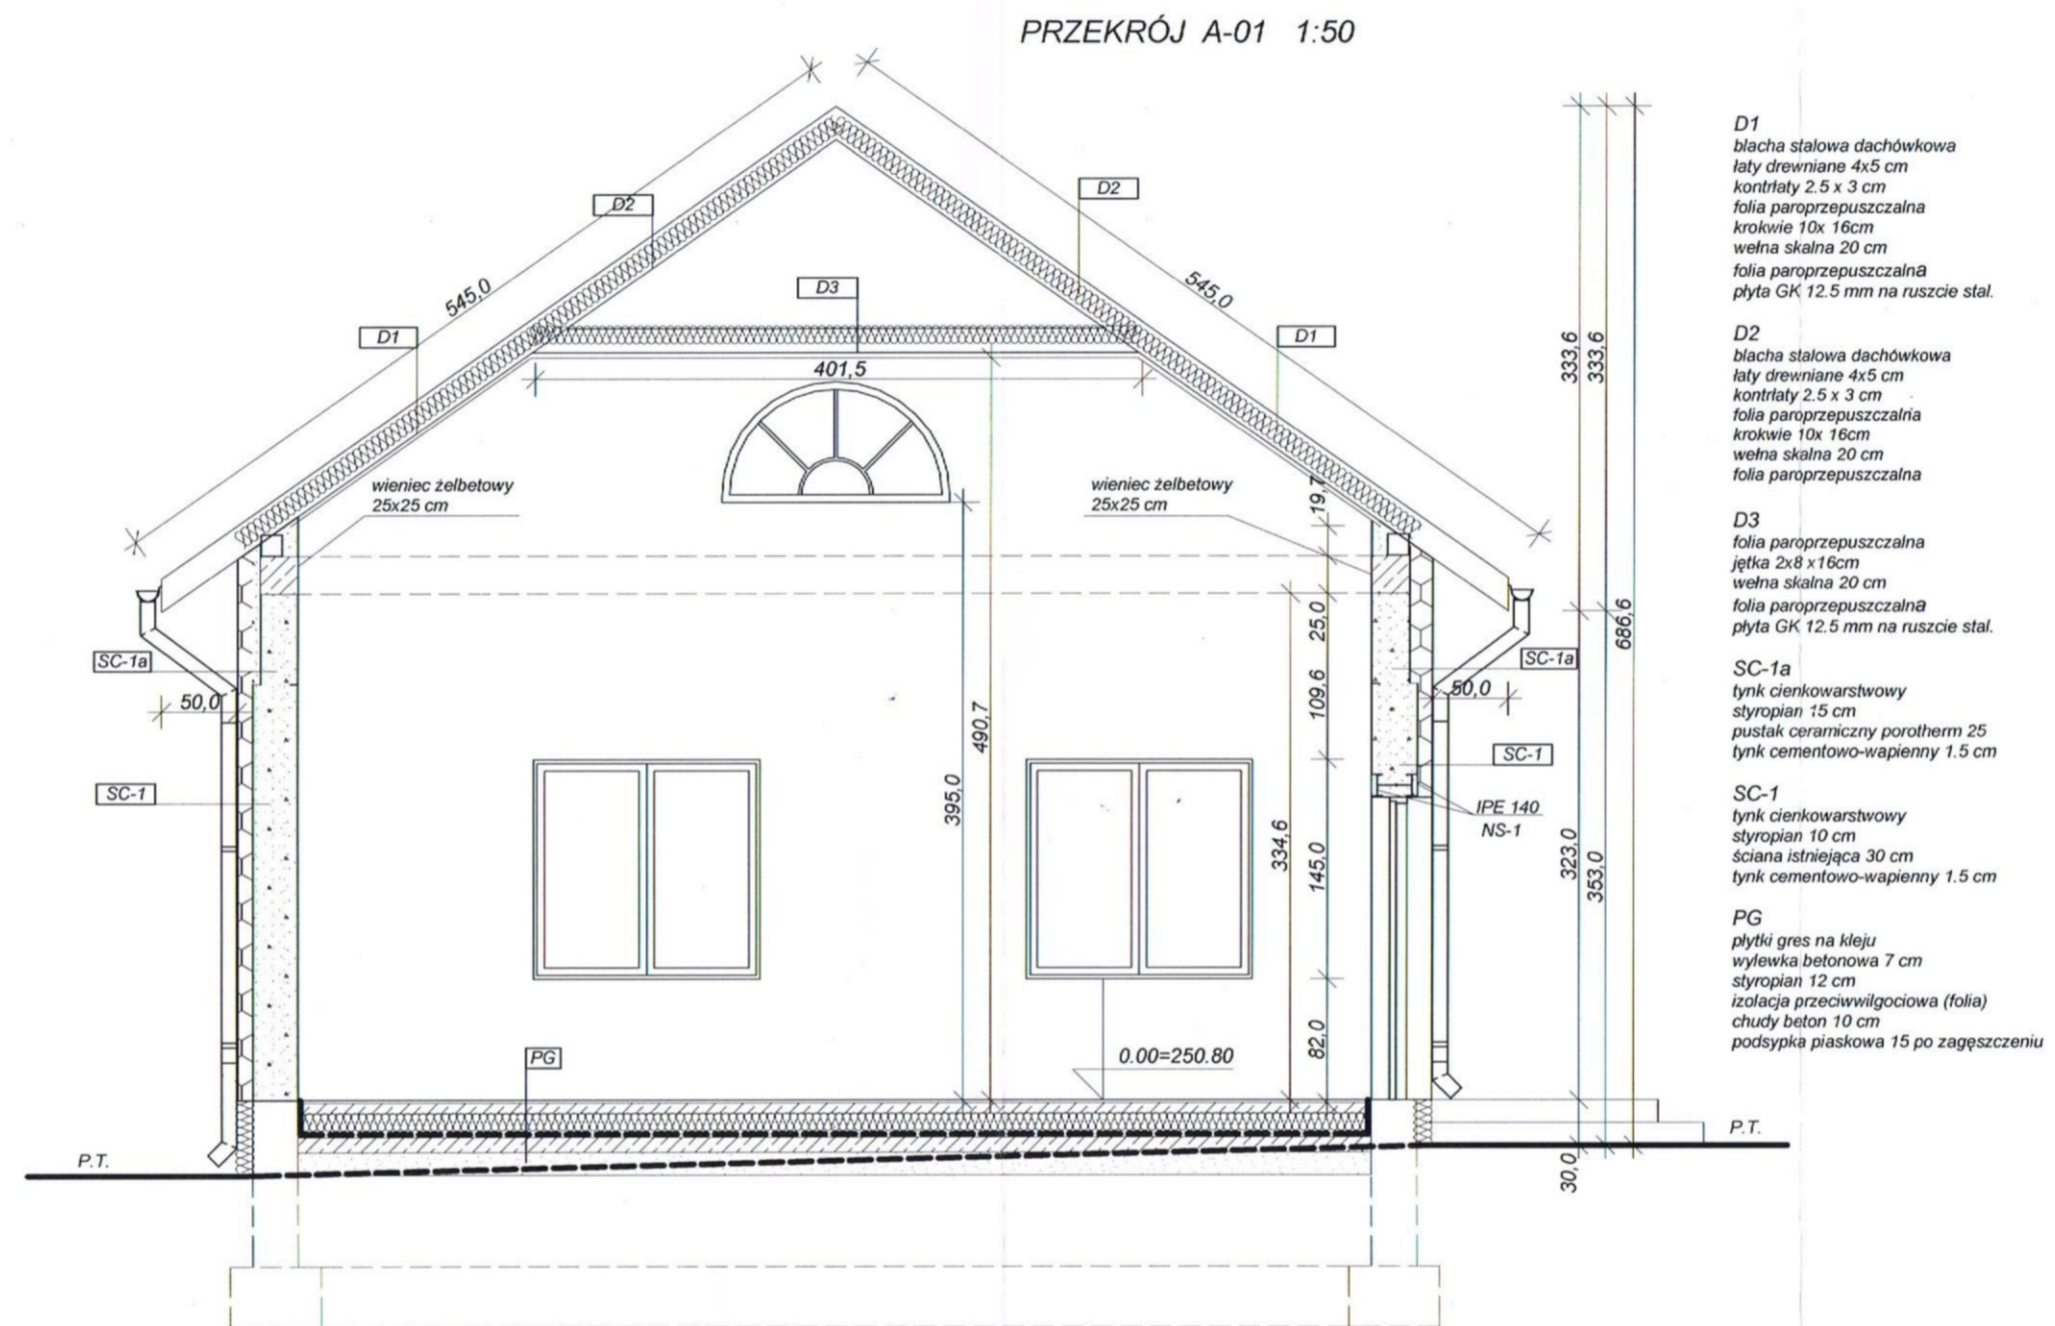 PRZEKRÓJ A-01 1:50
D2
D2
D3
545,0
545,0
D1
D1
401,5
wieniec żelbetowy
25x25 cm
wieniec żelbetowy
25x25 cm
19,7
25,0
109,6
145,0
82,0
334,6
490,7
395,0
SC-1a
50,0
SC-1
SC-1a
50,0
SC-1
IPE 140
NS-1
333,6
333,6
686,6
323,0
353,0
30,0
PG
0.00=250.80
P.T.
P.T.
D1
blacha stalowa dachówkowa
łaty drewniane 4x5 cm
kontrłaty 2.5 x 3 cm
folia paroprzepuszczalna
krokwie 10x 16cm
wełna skalna 20 cm
folia paroprzepuszczalna
płyta GK 12.5 mm na ruszcie stal.
D2
blacha stalowa dachówkowa
łaty drewniane 4x5 cm
kontrłaty 2.5 x 3 cm
folia paroprzepuszczalna
krokwie 10x 16cm
wełna skalna 20 cm
folia paroprzepuszczalna
D3
folia paroprzepuszczalna
jętka 2x8 x16cm
wełna skalna 20 cm
folia paroprzepuszczalna
płyta GK 12.5 mm na ruszcie stal.
SC-1a
tynk cienkowarstwowy
styropian 15 cm
pustak ceramiczny porotherm 25
tynk cementowo-wapienny 1.5 cm
SC-1
tynk cienkowarstwowy
styropian 10 cm
ściana istniejąca 30 cm
tynk cementowo-wapienny 1.5 cm
PG
płytki gres na kleju
wylewka betonowa 7 cm
styropian 12 cm
izolacja przeciwwilgociowa (folia)
chudy beton 10 cm
podsypka piaskowa 15 po zagęszczeniu